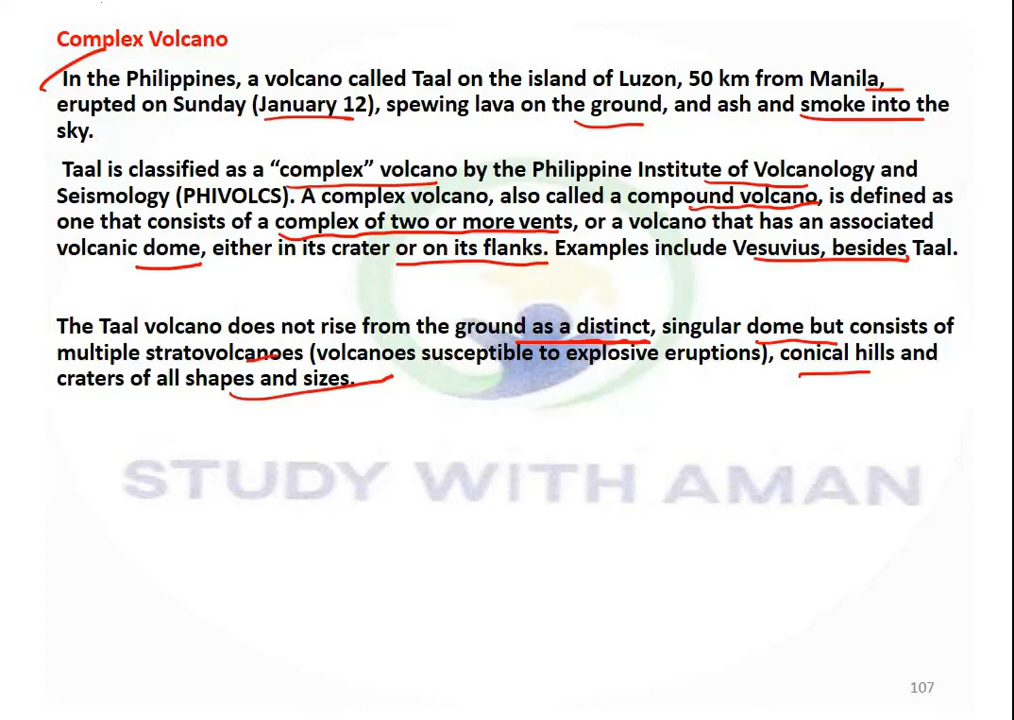 Complex Volcano
In the Philippines, a volcano called Taal on the island of Luzon, 50 km from Manila,
erupted on Sunday (January 12), spewing lava on the ground, and ash and smoke into the
sky.
Taal is classified as a “complex” volcano by the Philippine Institute of Volcanology and
Seismology (PHIVOLCS). A complex volcano, also called a compound volcano, is defined as
one that consists of a complex of two or more vents, or a volcano that has an associated
volcanic dome, either in its crater or on its flanks. Examples include Vesuvius, besides Taal.
The Taal volcano does not rise from the ground as a distinct, singular dome but consists of
multiple stratovolcanoes (volcanoes susceptible to explosive eruptions), conical hills and
craters of all shapes and sizes.
STUDY WITH AMAN
107